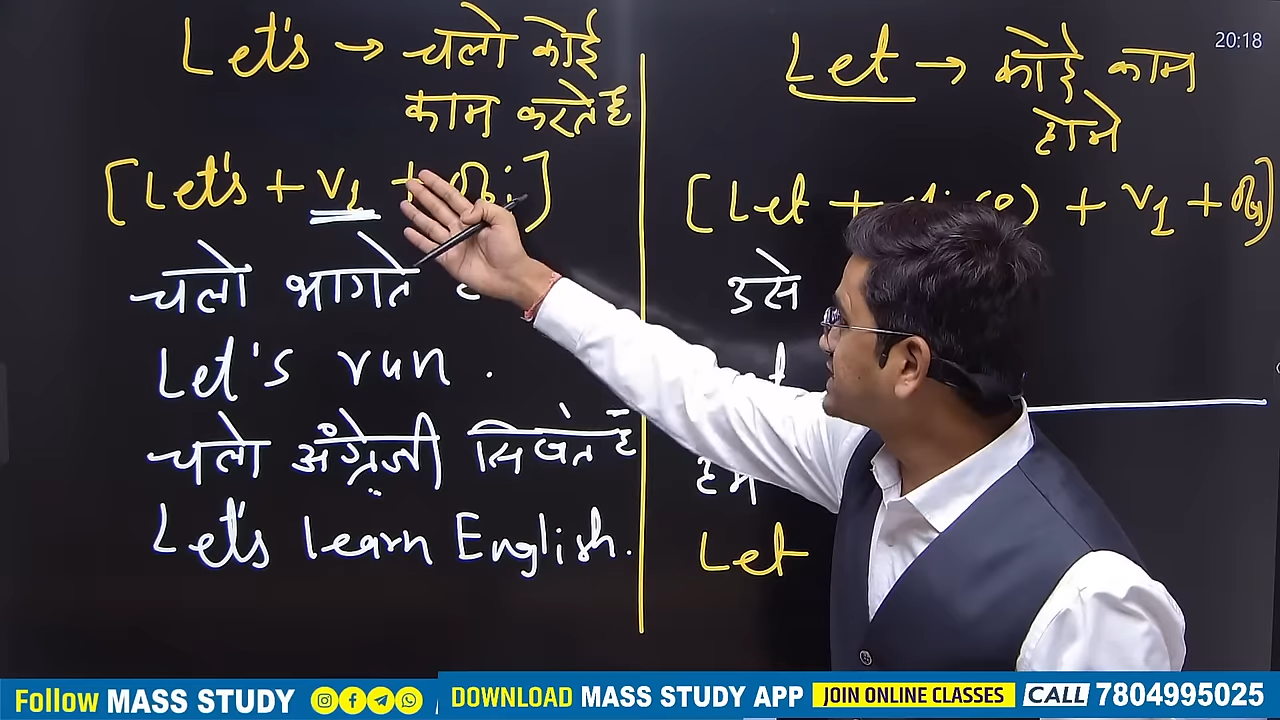 Let's → चलो कोई
काम करते है
[Let's + V1 + Obj]
चलो भागते
Let's run.
चलो अंग्रेजी सिखते है
Let's learn English.
20:18
Let → कोई काम
होने
[Let + + V1 + Obj]
उसे
हमे
Let
Follow MASS STUDY
DOWNLOAD MASS STUDY APP
JOIN ONLINE CLASSES
CALL 7804995025